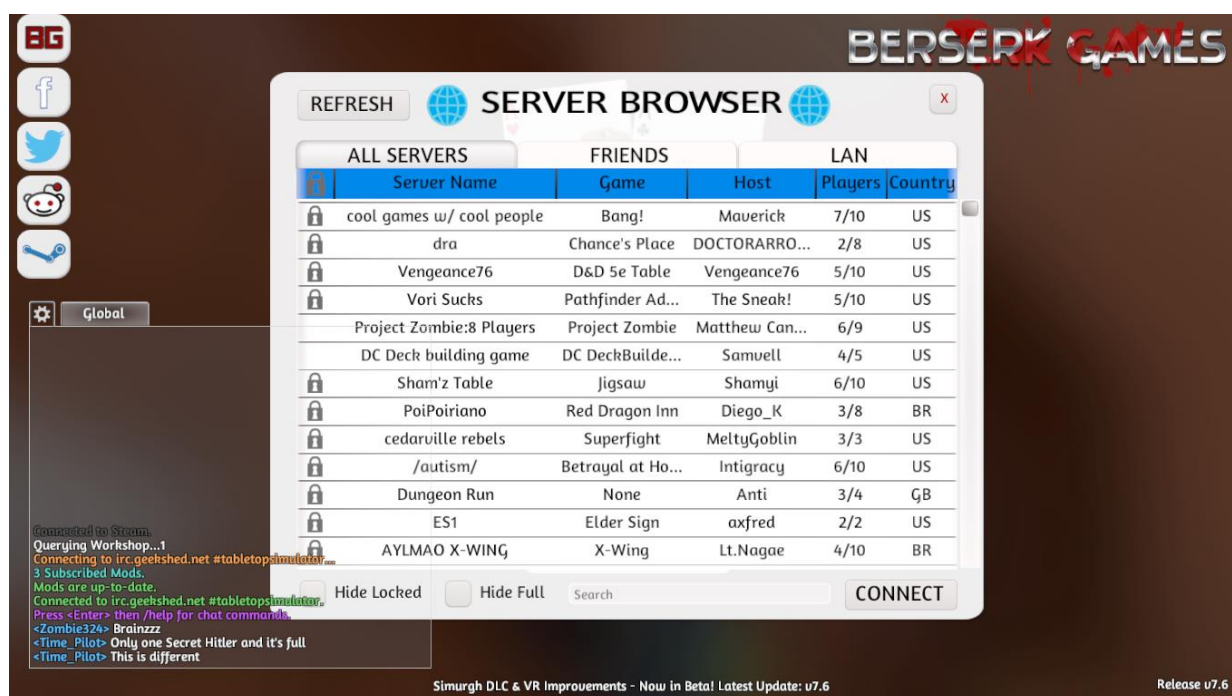 BG
BERSERK GAMES
REFRESH
SERVER BROWSER
X
ALL SERVERS FRIENDS LAN
Server Name Game Host Players Country
cool games w/ cool people Bang! Maverick 7/10 US
dra Chance's Place DOCTORARRO... 2/8 US
Vengeance76 D&D 5e Table Vengeance76 5/10 US
Vori Sucks Pathfinder Ad... The Sneak! 5/10 US
Project Zombie:8 Players Project Zombie Matthew Can... 6/9 US
DC Deck building game DC DeckBuilde... Samuell 4/5 US
Sham'z Table Jigsaw Shamyi 6/10 US
PoiPoiriano Red Dragon Inn Diego_K 3/8 BR
cedarville rebels Superfight MeltyGoblin 3/3 US
/autism/ Betrayal at Ho... Intigracy 6/10 US
Dungeon Run None Anti 3/4 GB
ES1 Elder Sign axfred 2/2 US
AYLMAO X-WING X-Wing Lt.Nagae 4/10 BR
Hide Locked Hide Full Search CONNECT
Global
Connected to Steam.
Querying Workshop...1
Connecting to irc.geekshed.net #tabletopsimulator...
3 Subscribed Mods.
Mods are up-to-date.
Connected to irc.geekshed.net #tabletopsimulator.
Press <Enter> then /help for chat commands.
<Zombie324> Brainzzz
<Time_Pilot> Only one Secret Hitler and it's full
<Time_Pilot> This is different
Simurgh DLC & VR Improvements - Now in Beta! Latest Update: v7.6
Release v7.6